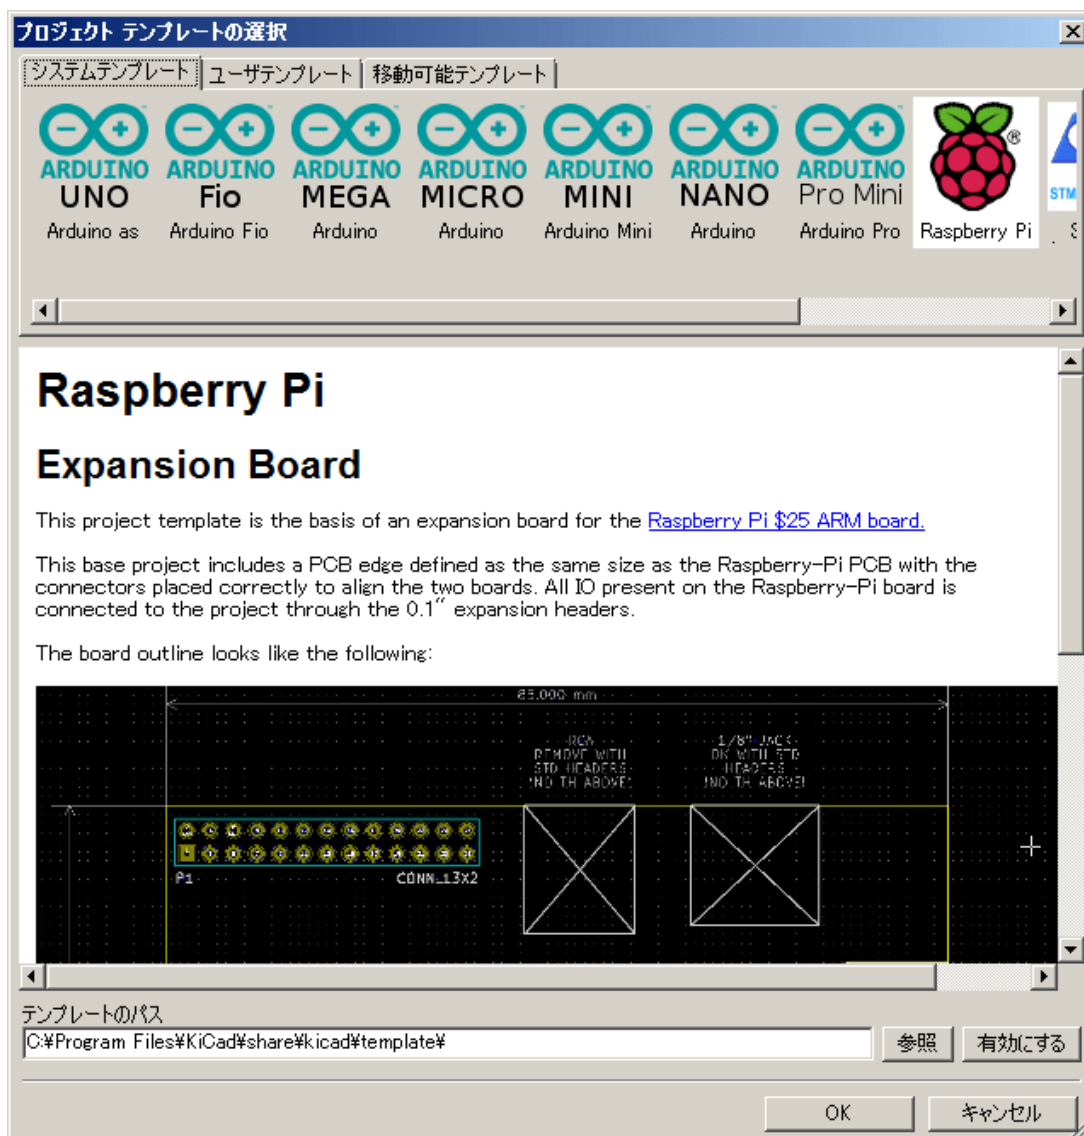 プロジェクト テンプレートの選択
システムテンプレート ユーザテンプレート 移動可能テンプレート
ARDUINO ARDUINO ARDUINO ARDUINO ARDUINO ARDUINO ARDUINO
UNO Fio MEGA MICRO MINI NANO Pro Mini STM
Arduino as Arduino Fio Arduino Arduino Arduino Mini Arduino Arduino Pro Raspberry Pi
Raspberry Pi
Expansion Board
This project template is the basis of an expansion board for the Raspberry Pi $25 ARM board.
This base project includes a PCB edge defined as the same size as the Raspberry-Pi PCB with the
connectors placed correctly to align the two boards. All IO present on the Raspberry-Pi board is
connected to the project through the 0.1" expansion headers.
The board outline looks like the following:
85.000 mm
RCA 1/8" JACK
REMOVE WITH OK WITH STD
STD HEADERS HEADERS
!NO TH ABOVE! !NO TH ABOVE!
P1 CONN_13X2
テンプレートのパス
C:¥Program Files¥KiCad¥share¥kicad¥template¥ 参照 有効にする
OK キャンセル